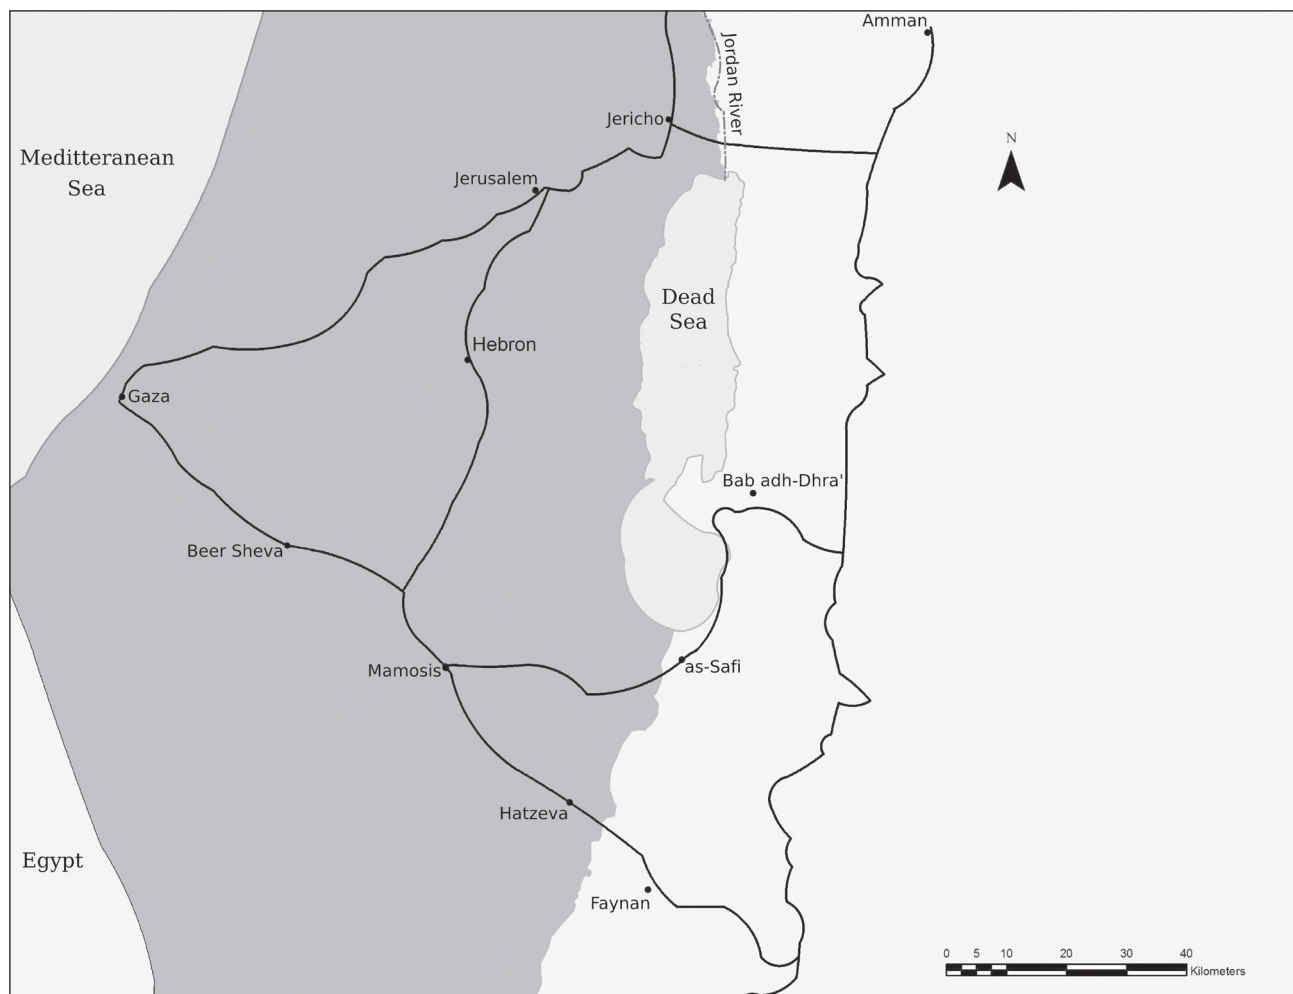 Amman
Jordan River
Jericho
N
Meditteranean
Sea
Jerusalem
Dead
Sea
Hebron
Gaza
Bab adh-Dhra'
Beer Sheva
Mamosis
as-Safi
Hatzeva
Egypt
Faynan
0 5 10 20 30 40
Kilometers